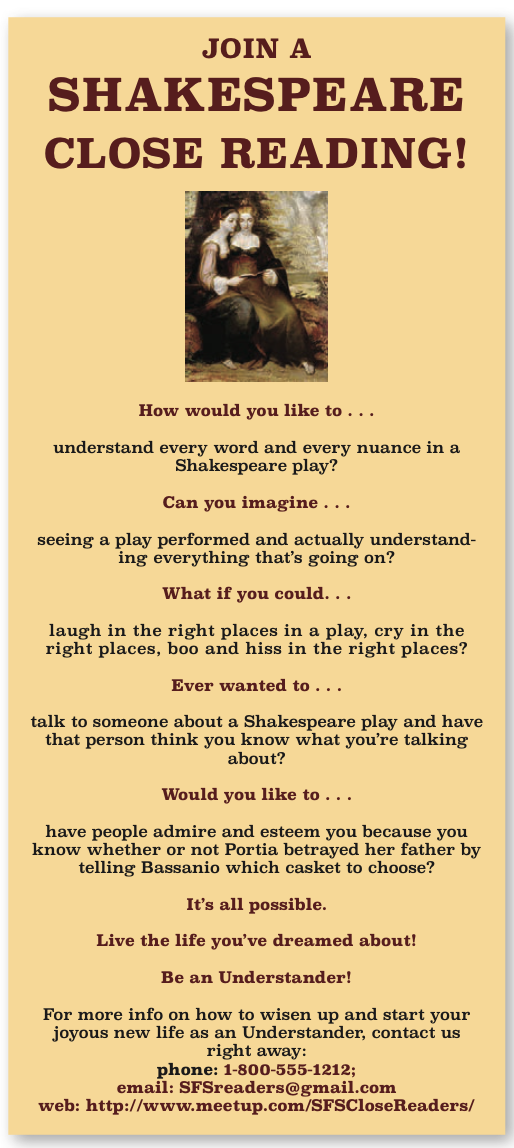 JOIN A
SHAKESPEARE
CLOSE READING!
How would you like to . . .
understand every word and every nuance in a
Shakespeare play?
Can you imagine . . .
seeing a play performed and actually understand-
ing everything that's going on?
What if you could. . .
laugh in the right places in a play, cry in the
right places, boo and hiss in the right places?
Ever wanted to . . .
talk to someone about a Shakespeare play and have
that person think you know what you're talking
about?
Would you like to . . .
have people admire and esteem you because you
know whether or not Portia betrayed her father by
telling Bassanio which casket to choose?
It's all possible.
Live the life you've dreamed about!
Be an Understander!
For more info on how to wisen up and start your
joyous new life as an Understander, contact us
right away:
phone: 1-800-555-1212;
email: SFSreaders@gmail.com
web: http://www.meetup.com/SFSCloseReaders/